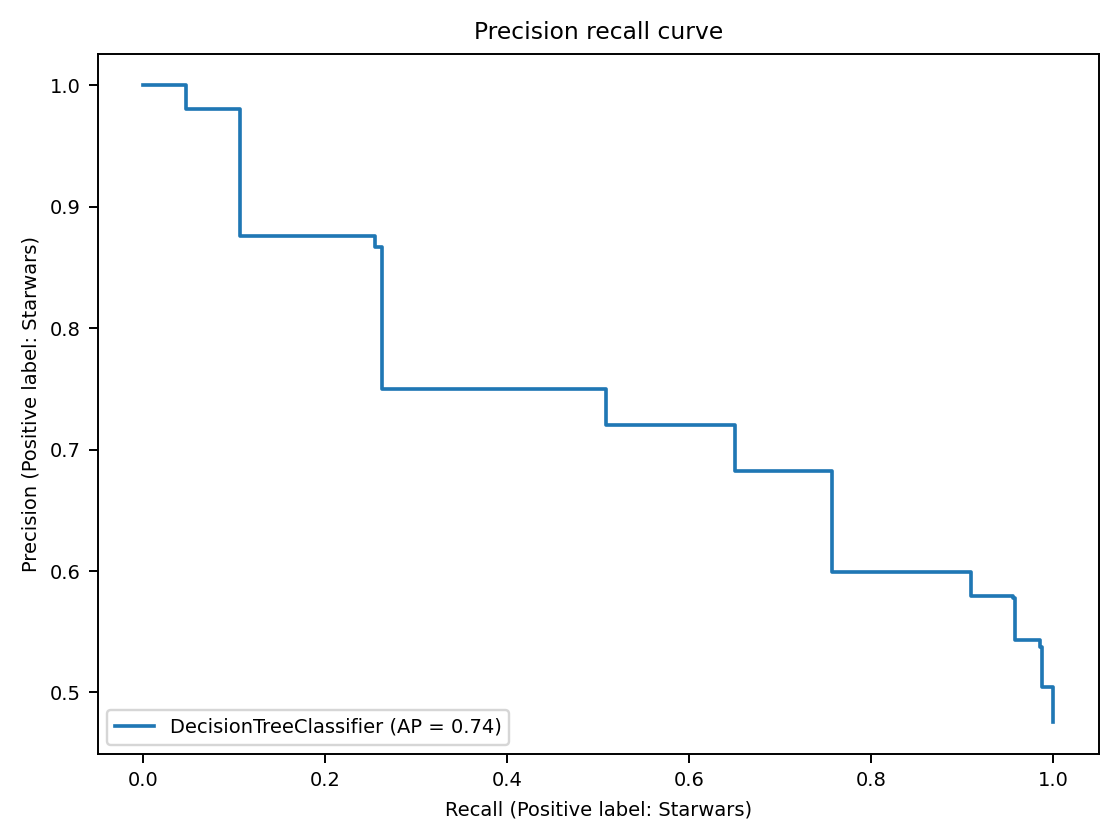 Precision recall curve
1.0
0.9
0.8
0.7
0.6
0.5
Precision (Positive label: Starwars)
DecisionTreeClassifier (AP = 0.74)
0.0 0.2 0.4 0.6 0.8 1.0
Recall (Positive label: Starwars)